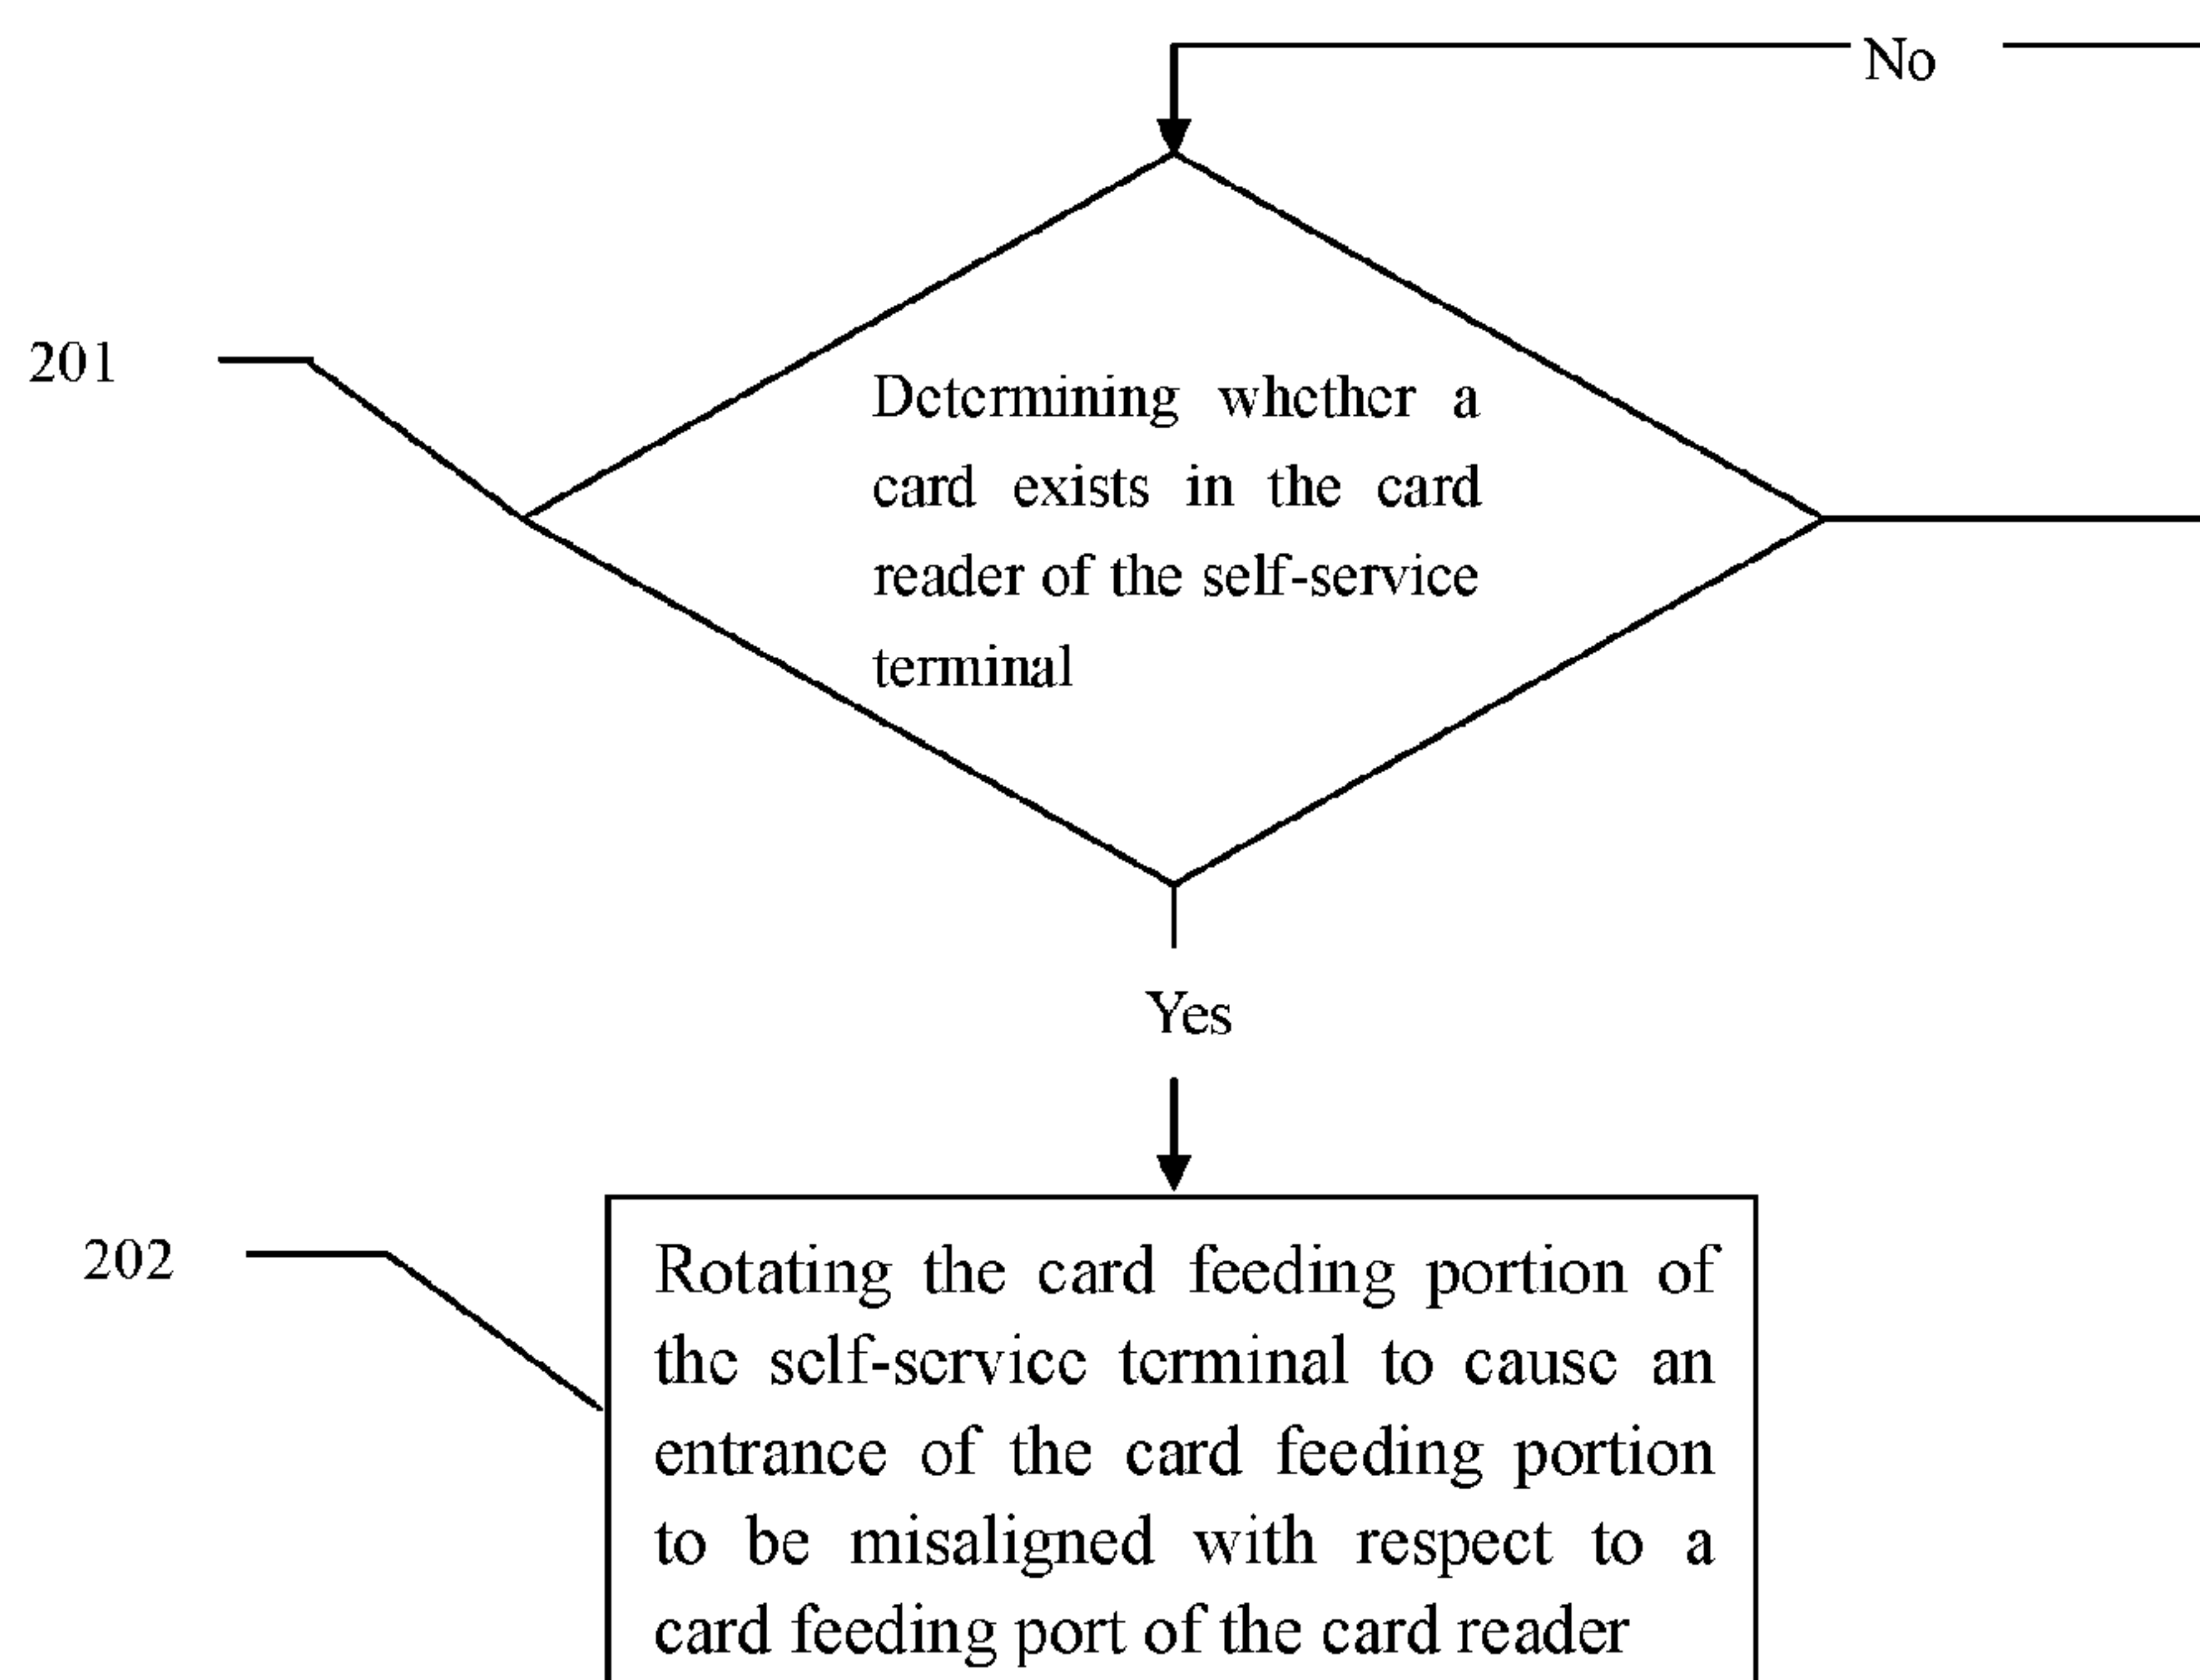 No
201
Determining whether a
card exists in the card
reader of the self-service
terminal
Yes
202
Rotating the card feeding portion of
the self-service terminal to cause an
entrance of the card feeding portion
to be misaligned with respect to a
card feeding port of the card reader